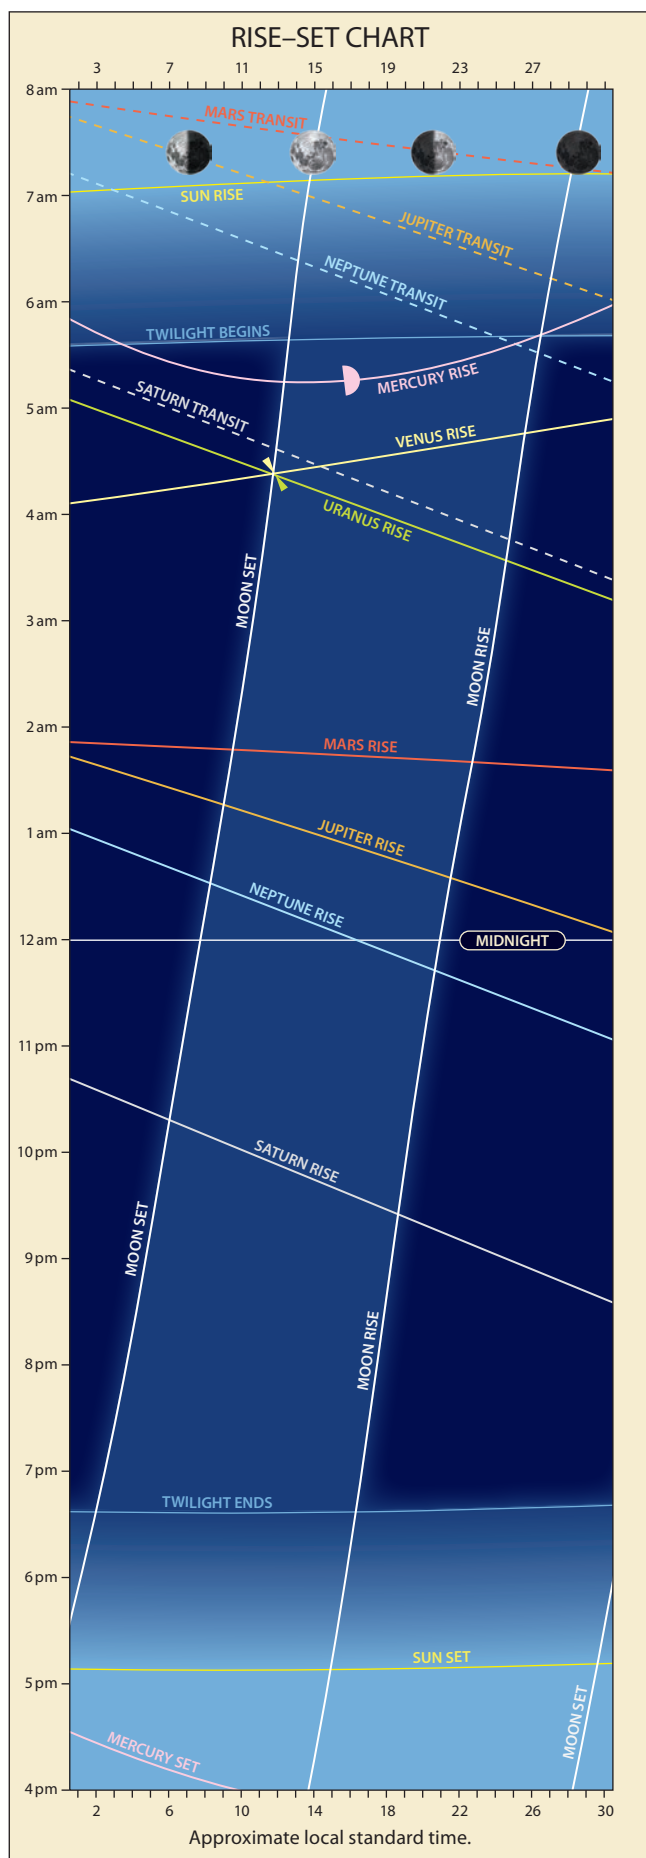 RISE–SET CHART
3 7 11 15 19 23 27
8 am
MARS TRANSIT
7 am
SUN RISE
JUPITER TRANSIT
NEPTUNE TRANSIT
6 am
TWILIGHT BEGINS
MERCURY RISE
SATURN TRANSIT
5 am
VENUS RISE
4 am
URANUS RISE
MOON SET
3 am
MOON RISE
2 am
MARS RISE
1 am
JUPITER RISE
NEPTUNE RISE
12 am
MIDNIGHT
11 pm
10 pm
SATURN RISE
MOON SET
9 pm
MOON RISE
8 pm
7 pm
TWILIGHT ENDS
6 pm
SUN SET
5 pm
MOON SET
MERCURY SET
4 pm
2 6 10 14 18 22 26 30
Approximate local standard time.